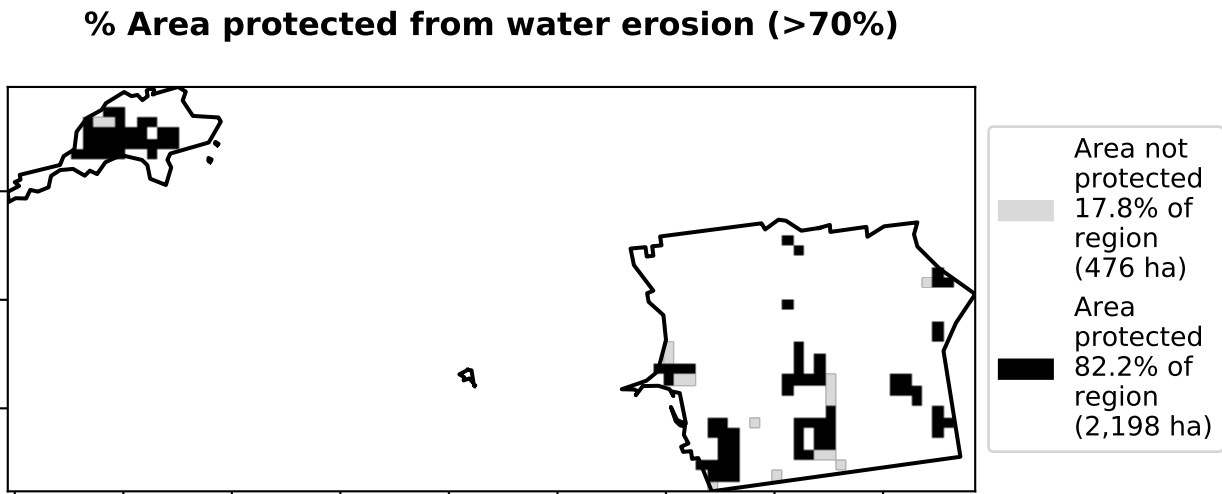 % Area protected from water erosion (>70%)
Area not
protected
17.8% of
region
(476 ha)
Area
protected
82.2% of
region
(2,198 ha)